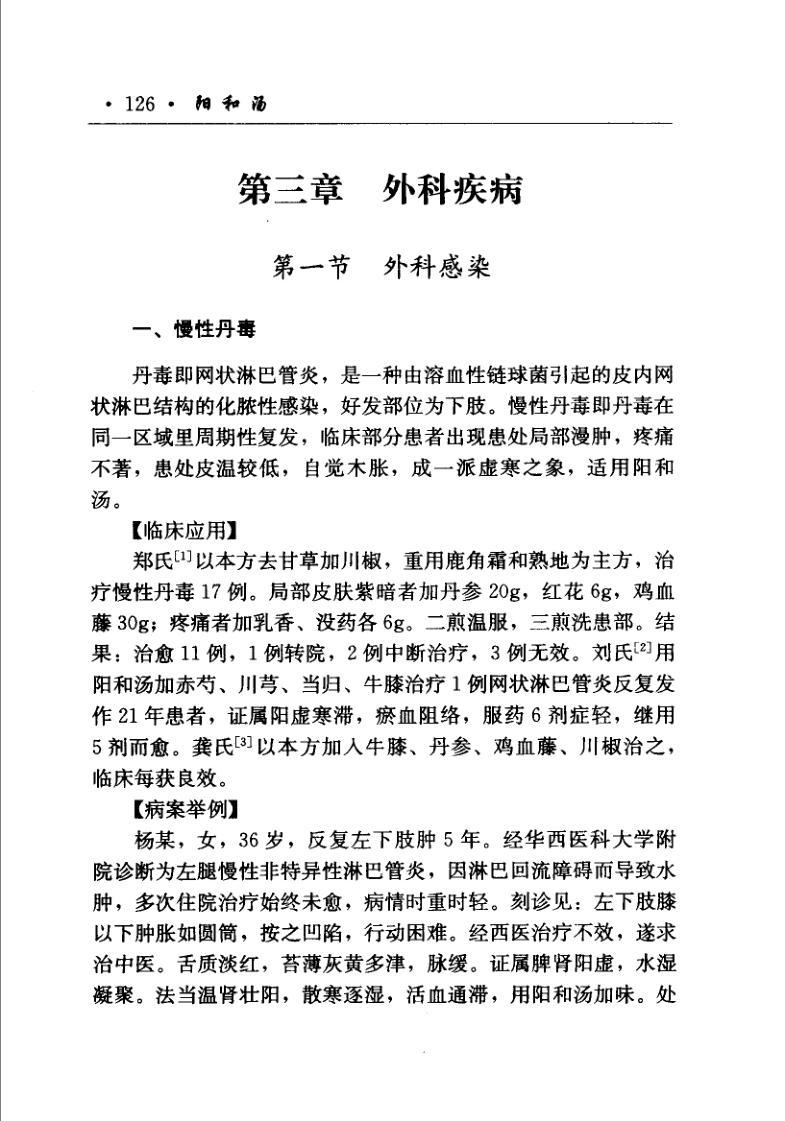 · 126 · 阳和汤
第三章 外科疾病
第一节 外科感染
一、慢性丹毒
丹毒即网状淋巴管炎，是一种由溶血性链球菌引起的皮内网
状淋巴结构的化脓性感染，好发部位为下肢。慢性丹毒即丹毒在
同一区域里周期性复发，临床部分患者出现患处局部漫肿，疼痛
不著，患处皮温较低，自觉木胀，成一派虚寒之象，适用阳和
汤。
【临床应用】
郑氏[1]以本方去甘草加川椒，重用鹿角霜和熟地为主方，治
疗慢性丹毒 17 例。局部皮肤紫暗者加丹参 20g，红花 6g，鸡血
藤 30g；疼痛者加乳香、没药各 6g。二煎温服，三煎洗患部。结
果：治愈 11 例，1 例转院，2 例中断治疗，3 例无效。刘氏[2]用
阳和汤加赤芍、川芎、当归、牛膝治疗 1 例网状淋巴管炎反复发
作 21 年患者，证属阳虚寒滞，瘀血阻络，服药 6 剂症轻，继用
5 剂而愈。龚氏[3]以本方加入牛膝、丹参、鸡血藤、川椒治之，
临床每获良效。
【病案举例】
杨某，女，36 岁，反复左下肢肿 5 年。经华西医科大学附
院诊断为左腿慢性非特异性淋巴管炎，因淋巴回流障碍而导致水
肿，多次住院治疗始终未愈，病情时重时轻。刻诊见：左下肢膝
以下肿胀如圆筒，按之凹陷，行动困难。经西医治疗不效，遂求
治中医。舌质淡红，苔薄灰黄多津，脉缓。证属脾肾阳虚，水湿
凝聚。法当温肾壮阳，散寒逐湿，活血通滞，用阳和汤加味。处